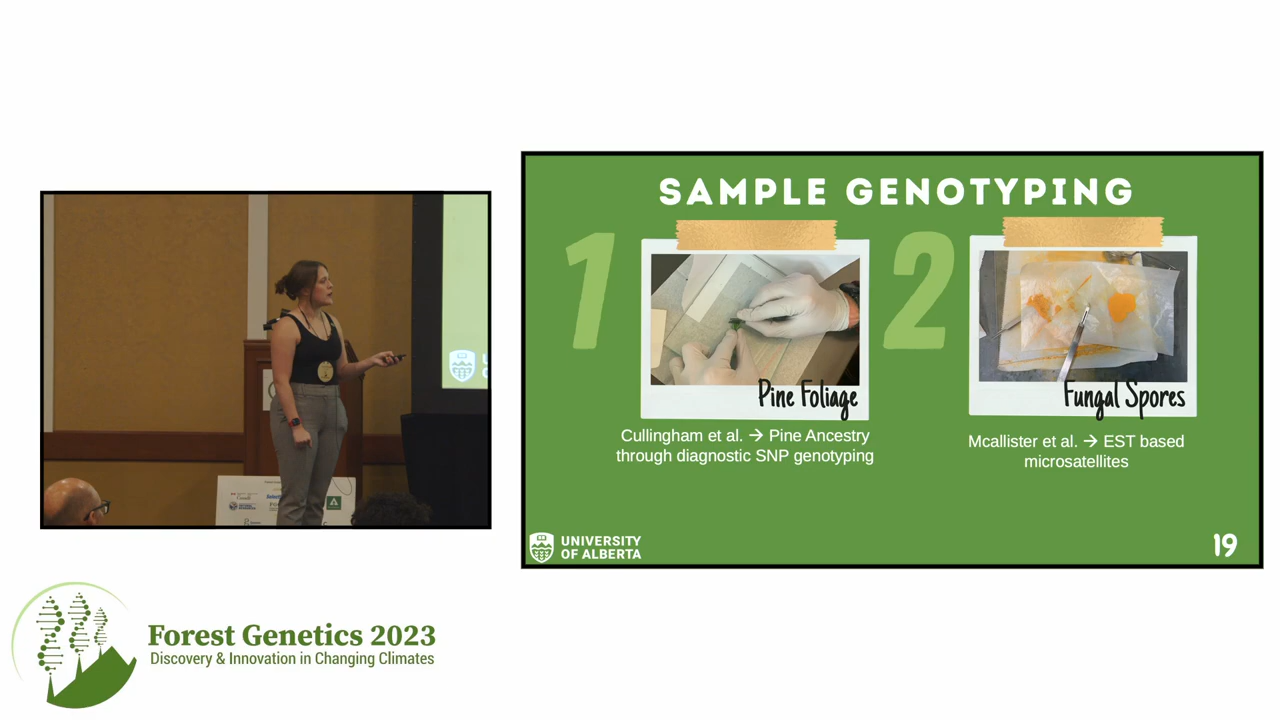 SAMPLE GENOTYPING
1
2
Pine Foliage
Fungal Spores
Cullingham et al. → Pine Ancestry
through diagnostic SNP genotyping
Mcallister et al. → EST based
microsatellites
UNIVERSITY
OF ALBERTA
19
Forest Genetics 2023
Discovery & Innovation in Changing Climates